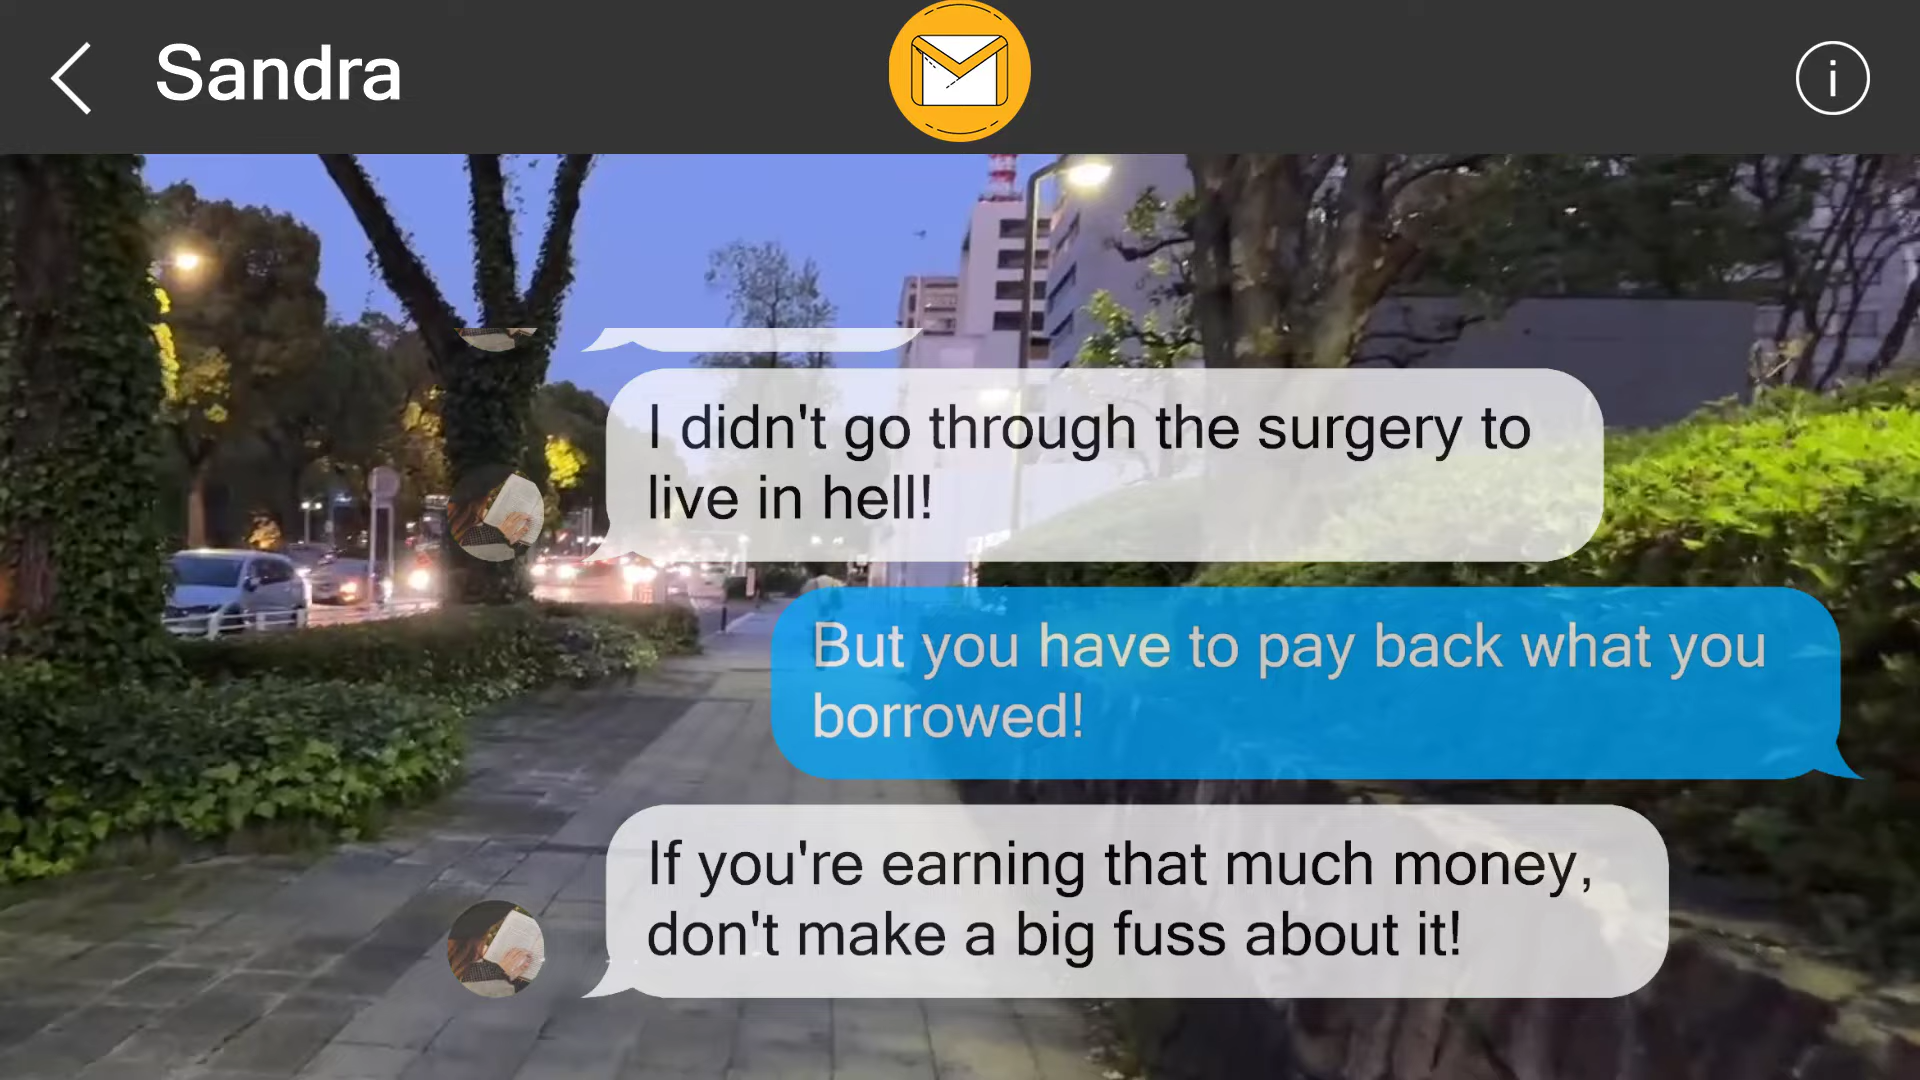 Sandra
I didn't go through the surgery to
live in hell!
But you have to pay back what you
borrowed!
If you're earning that much money,
don't make a big fuss about it!